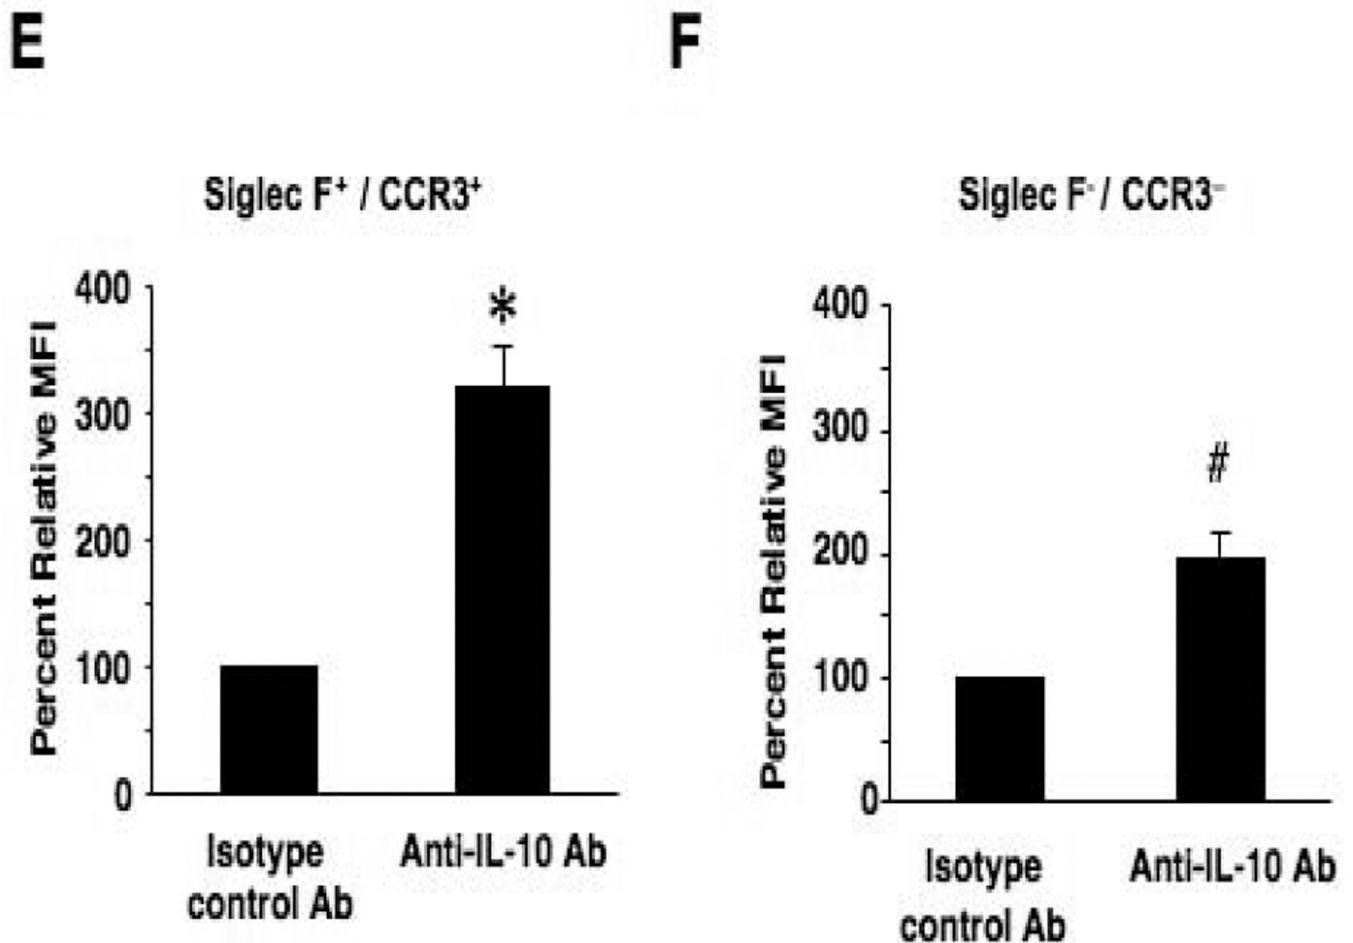 E
Siglec F⁺ / CCR3⁺
Percent Relative MFI
400
300
200
100
0
*
Isotype
control Ab
Anti-IL-10 Ab
F
Siglec F⁻ / CCR3⁻
Percent Relative MFI
400
300
200
100
0
#
Isotype
control Ab
Anti-IL-10 Ab